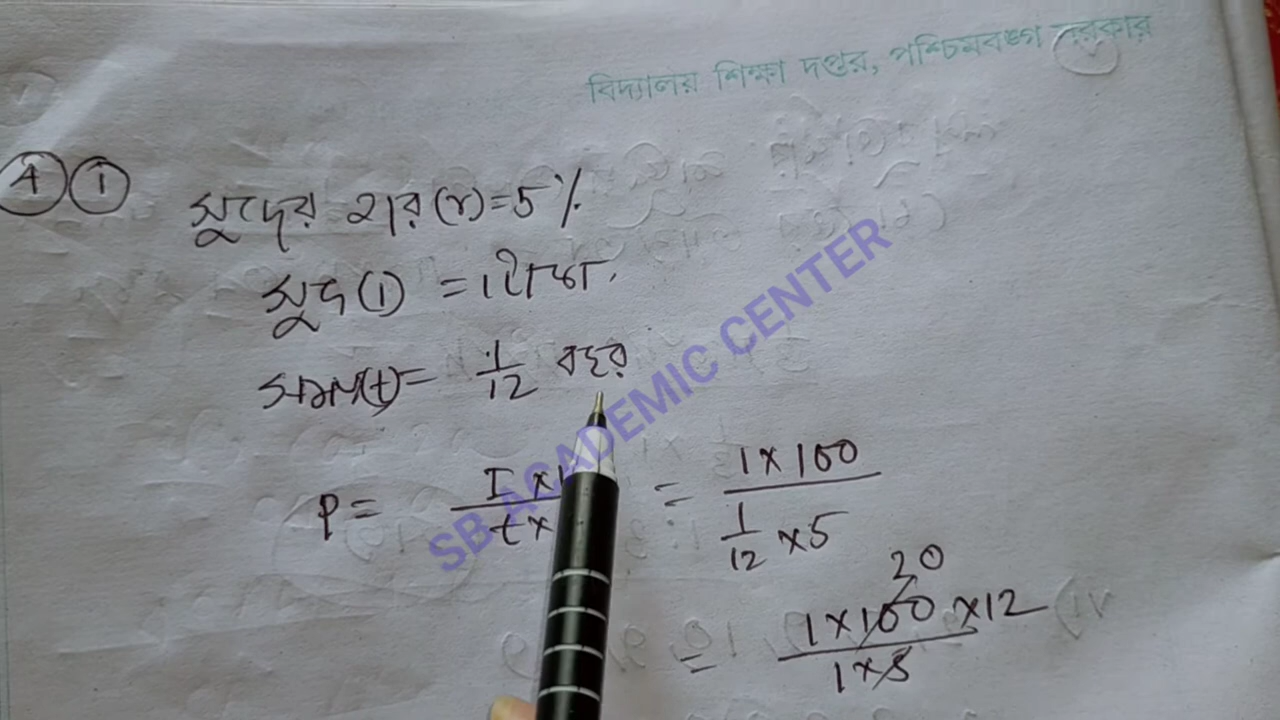 বিদ্যালয় শিক্ষা দপ্তর, পশ্চিমবঙ্গ সরকার
4 1
সুদের হার (r) = 5%
সুদ (I) = 1 টাকা
সময় (t) = 1/12 বছর
P = I × 1 / t × = 1 × 100 / 1/12 × 5
20
= 1 × 100 × 12 / 1 × 5
SB ACADEMIC CENTER